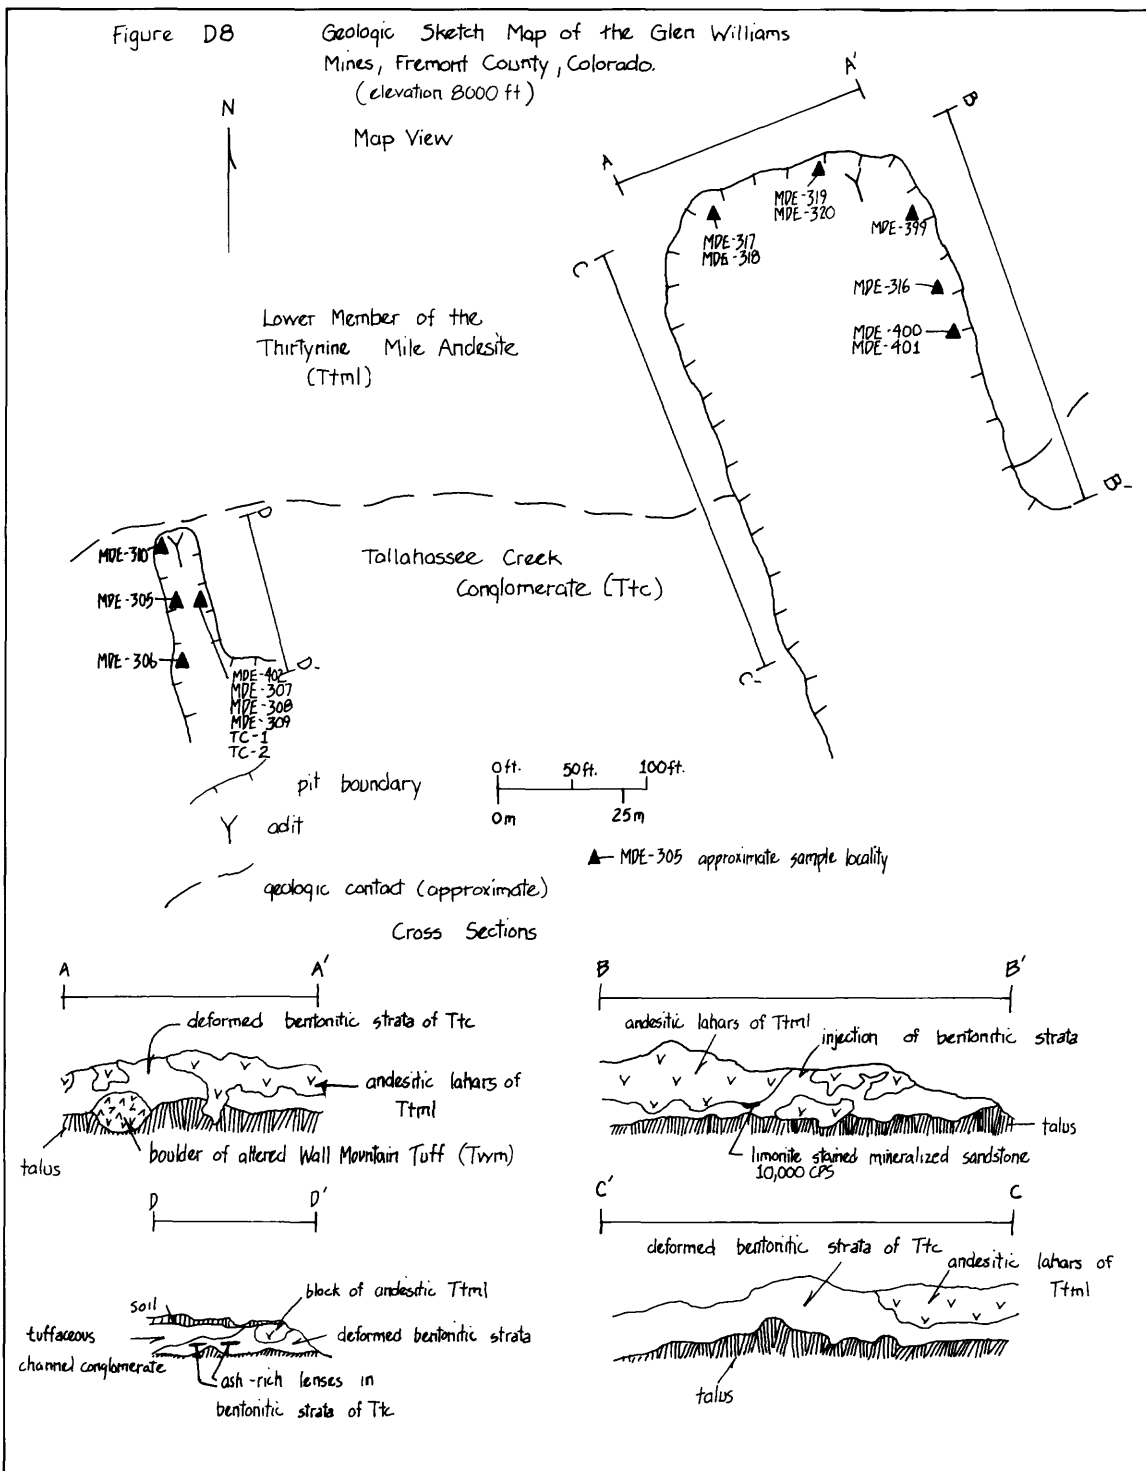 Figure D8
Geologic Sketch Map of the Glen Williams
Mines, Fremont County, Colorado.
(elevation 8000 ft)
Map View
N
A
A'
B
B-
C
C'
MDE-319
MDE-320
MDE-317
MDE-318
MDE-399
MDE-316
MDE-400
MDE-401
Lower Member of the
Thirtynine Mile Andesite
(Ttml)
Tallahassee Creek
Conglomerate (Ttc)
D
D-
MDE-310
MDE-305
MDE-306
MDE-402
MDE-307
MDE-308
MDE-309
TC-1
TC-2
pit boundary
Y adit
geologic contact (approximate)
0ft. 50ft. 100ft.
0m 25m
MDE-305 approximate sample locality
Cross Sections
A A'
deformed bentonitic strata of Ttc
andesitic lahars of
Ttml
talus
boulder of altered Wall Mountain Tuff (Twm)
B B'
andesitic lahars of Ttml
injection of bentonitic strata
talus
limonite stained mineralized sandstone
10,000 CPS
D D'
soil
block of andesitic Ttml
tuffaceous
channel conglomerate
deformed bentonitic strata
ash-rich lenses in
bentonitic strata of Ttc
C' C
deformed bentonitic strata of Ttc
andesitic lahars of
Ttml
talus